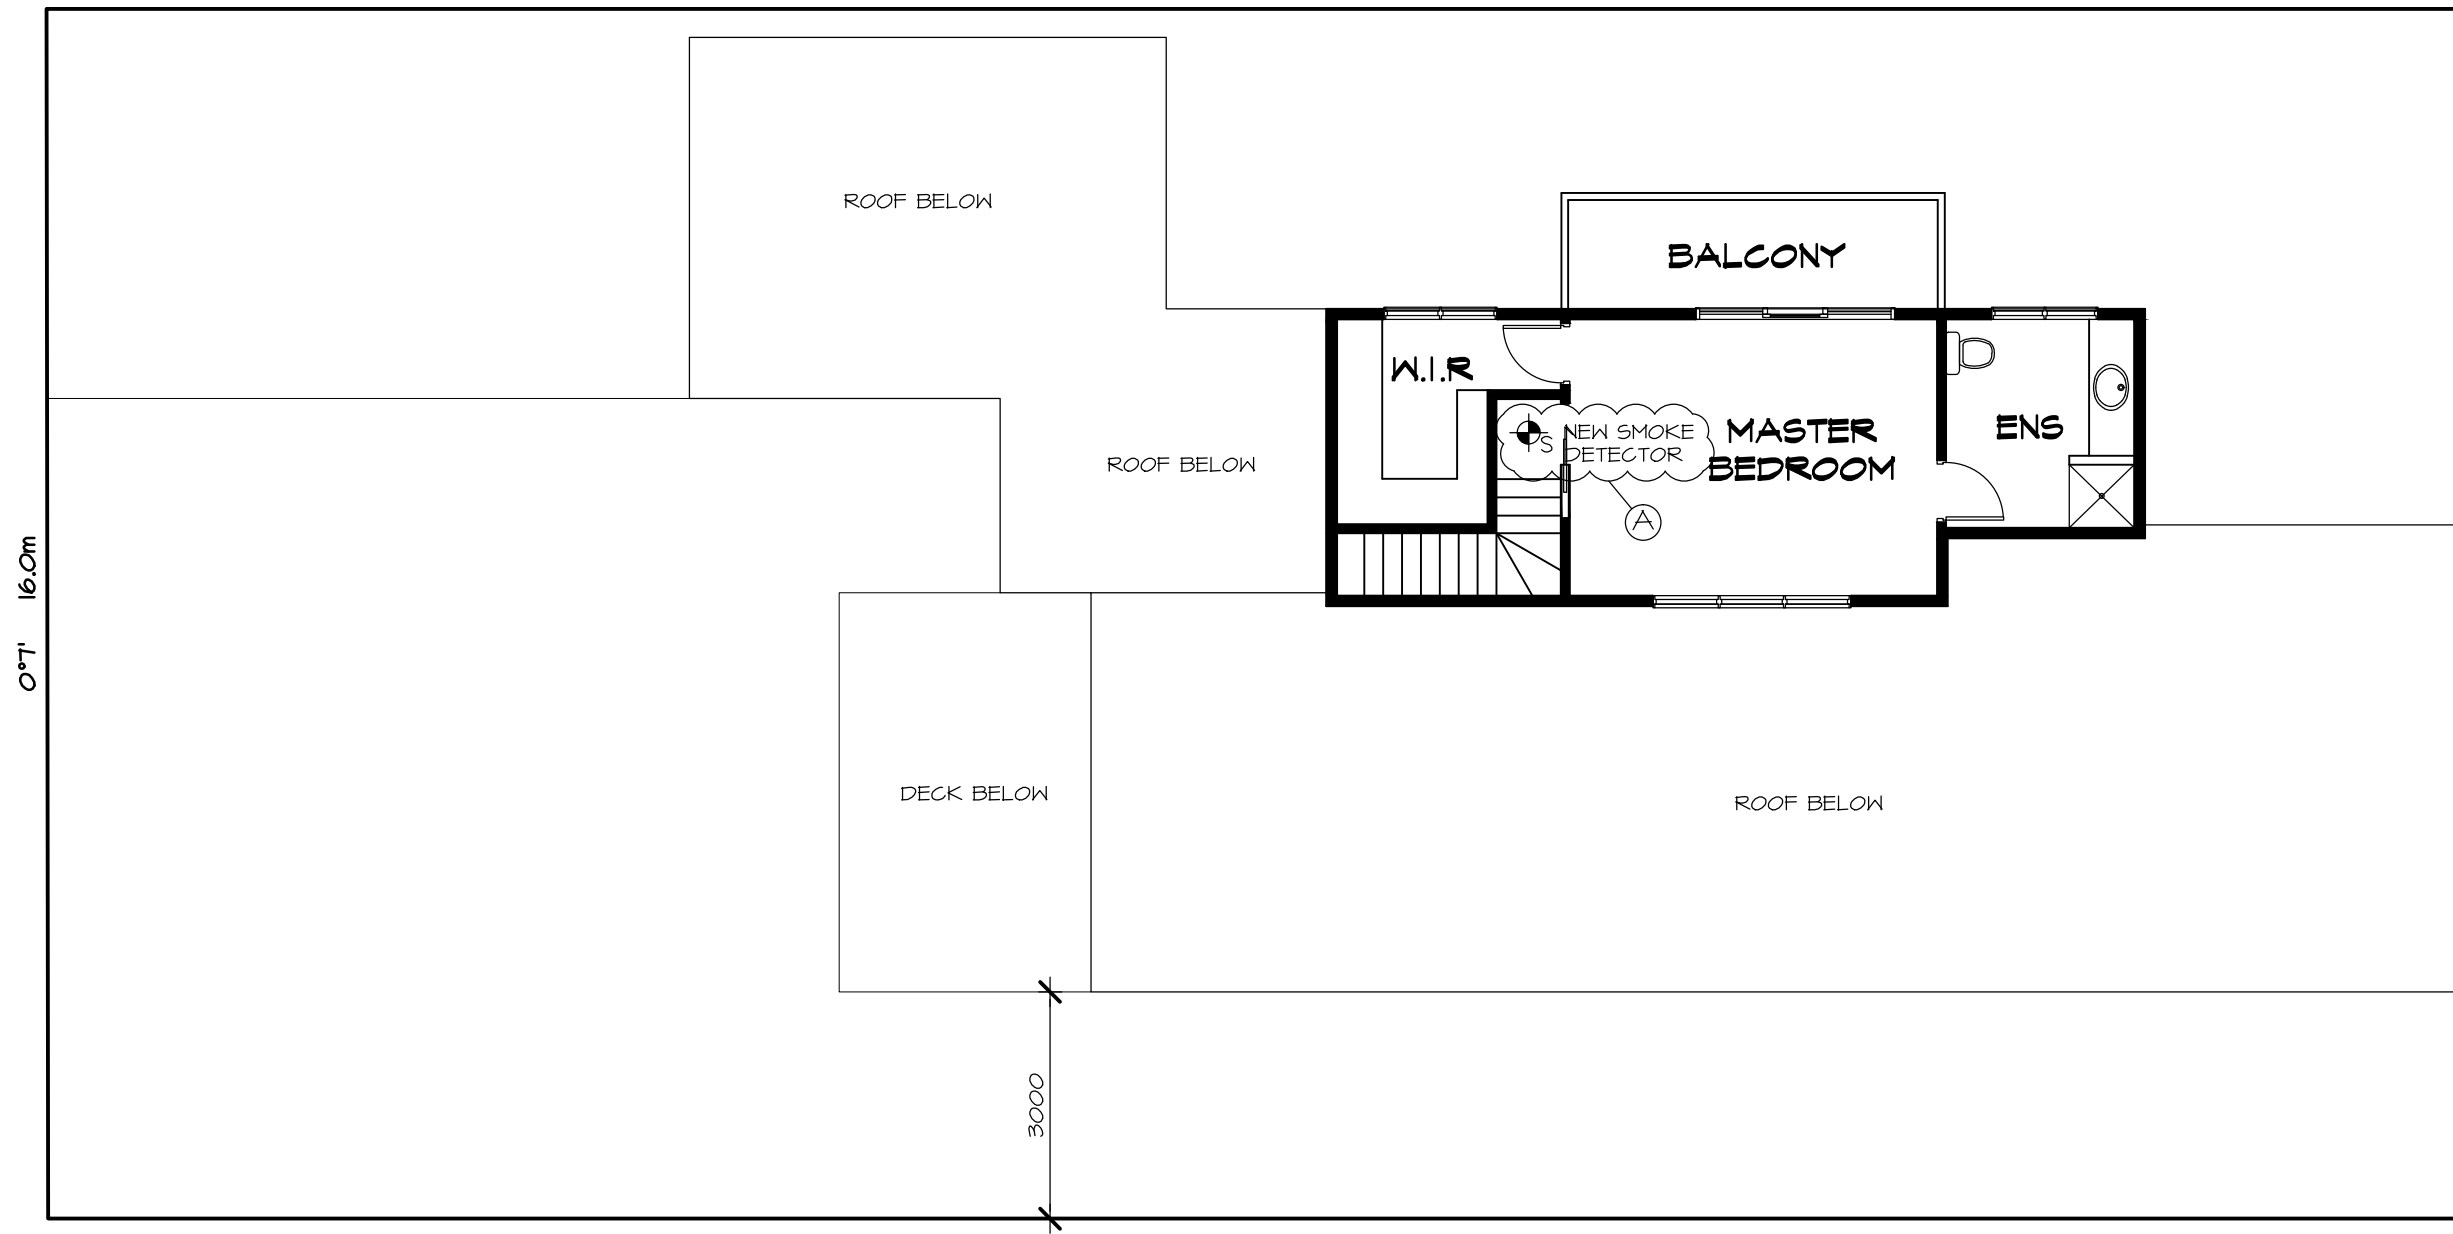 ROOF BELOW
BALCONY
W.I.R
NEW SMOKE
DETECTOR
S
MASTER
BEDROOM
ENS
ROOF BELOW
A
0°7' 16.0m
DECK BELOW
ROOF BELOW
3000